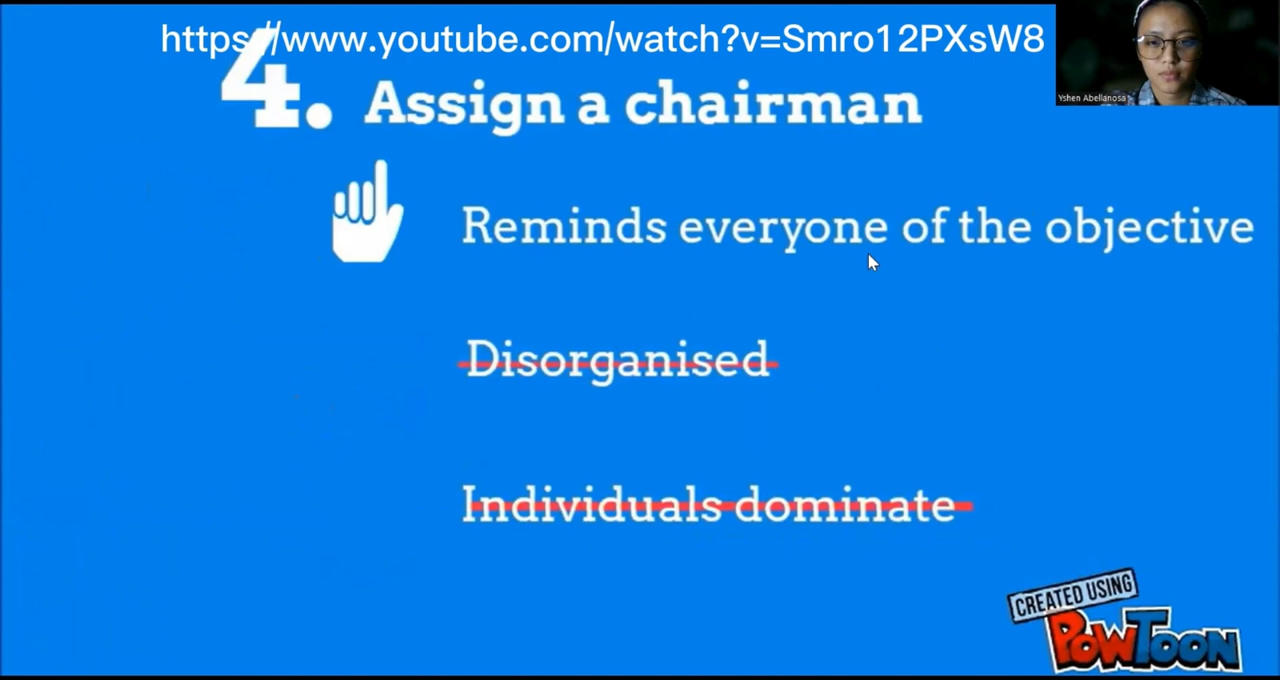 https://www.youtube.com/watch?v=Smro12PXsW8
4. Assign a chairman
Yshen Abellanosa
Reminds everyone of the objective
Disorganised
Individuals dominate
CREATED USING
POWTOON